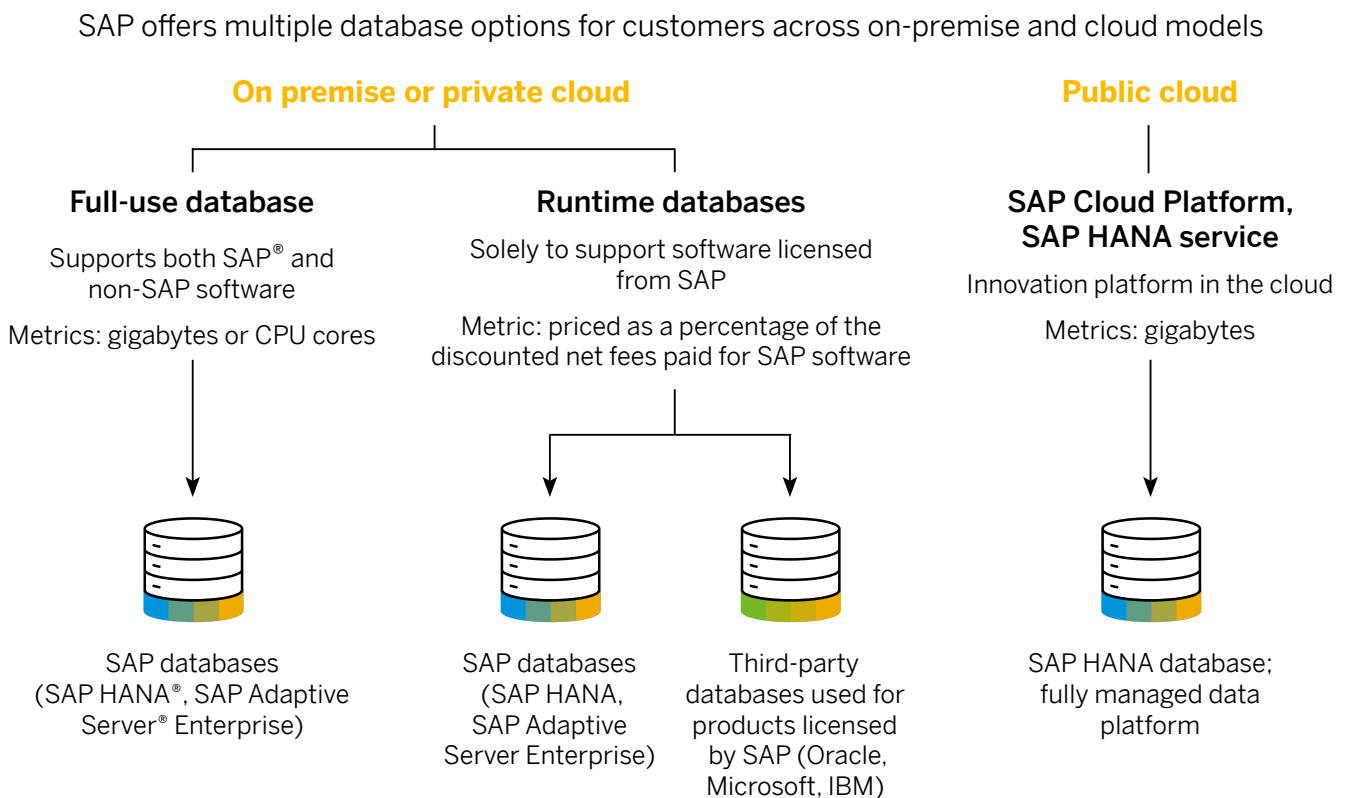 SAP offers multiple database options for customers across on-premise and cloud models
On premise or private cloud
Full-use database
Supports both SAP® and
non-SAP software
Metrics: gigabytes or CPU cores
SAP databases
(SAP HANA®, SAP Adaptive
Server® Enterprise)
Runtime databases
Solely to support software licensed
from SAP
Metric: priced as a percentage of the
discounted net fees paid for SAP software
SAP databases
(SAP HANA,
SAP Adaptive
Server Enterprise)
Third-party
databases used for
products licensed
by SAP (Oracle,
Microsoft, IBM)
Public cloud
SAP Cloud Platform,
SAP HANA service
Innovation platform in the cloud
Metrics: gigabytes
SAP HANA database;
fully managed data
platform